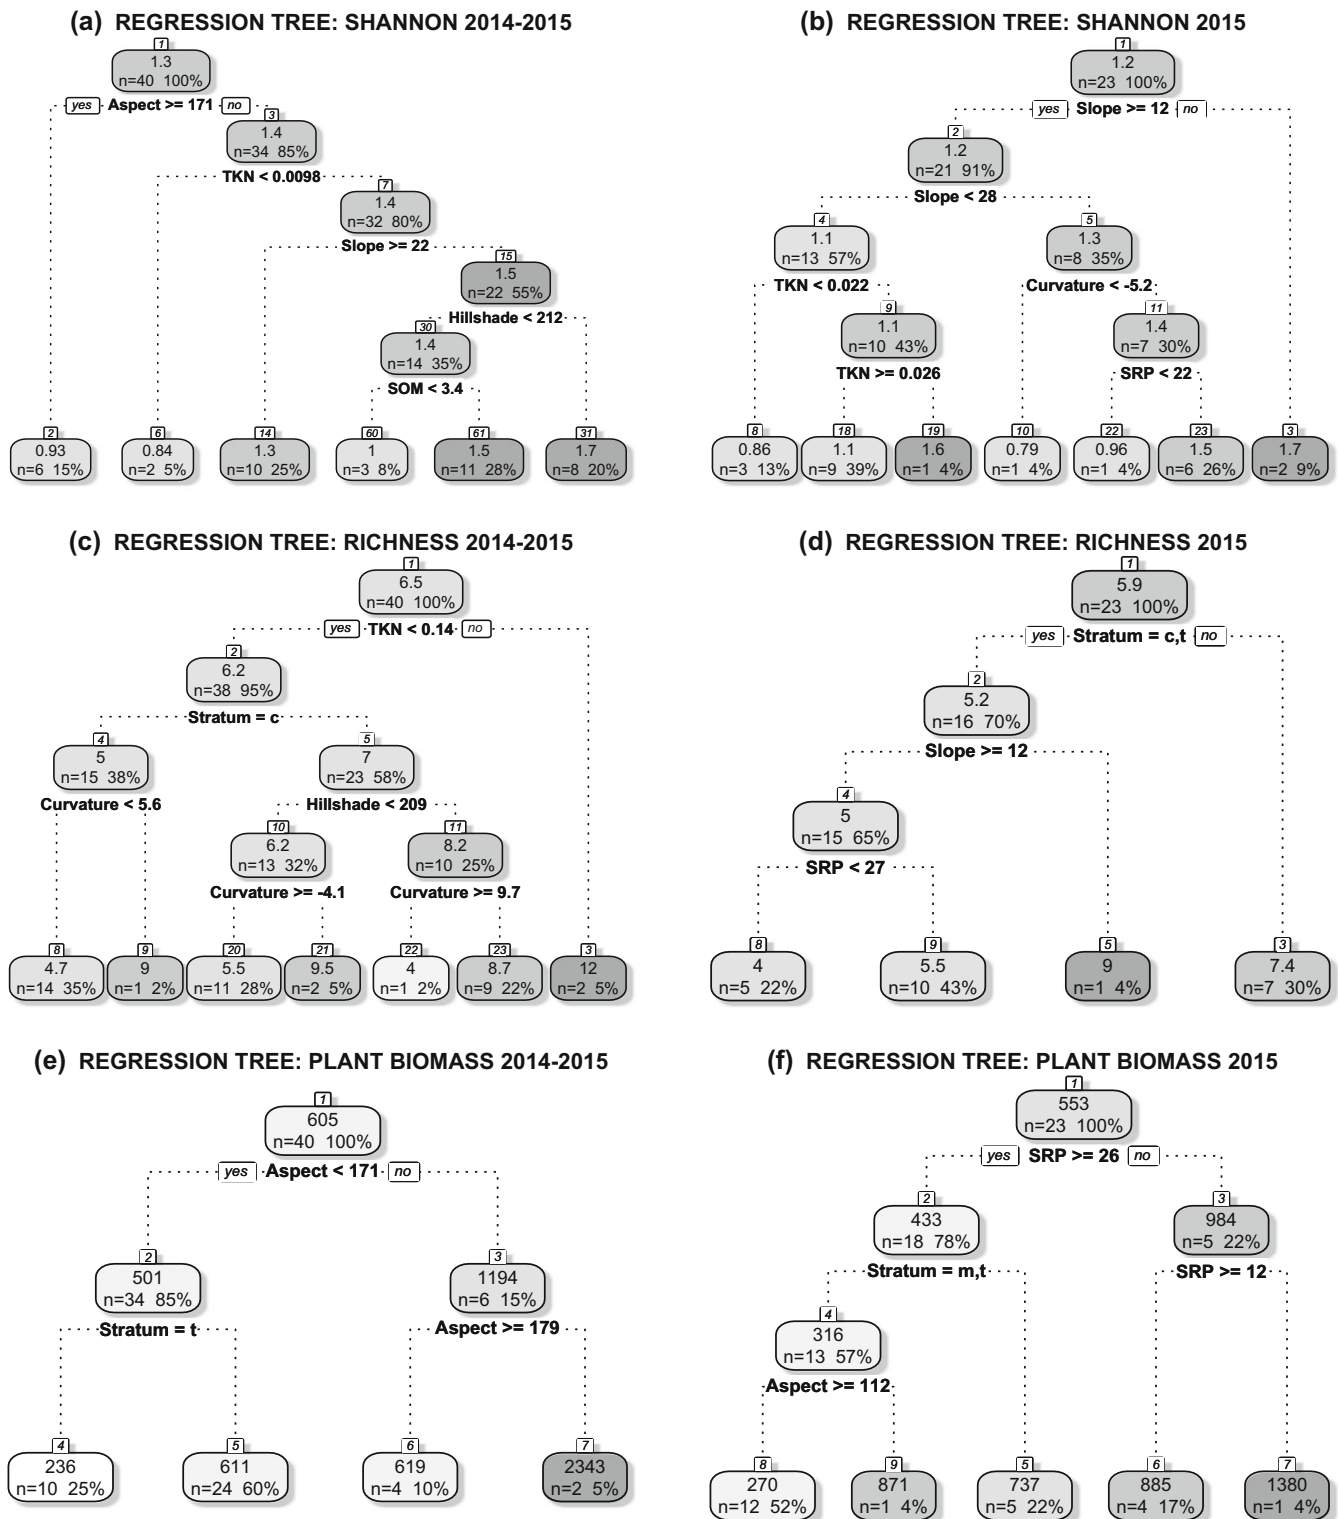 (a) REGRESSION TREE: SHANNON 2014-2015
1
1.3
n=40 100%
yes Aspect >= 171 no
3
1.4
n=34 85%
TKN < 0.0098
7
1.4
n=32 80%
Slope >= 22
15
1.5
n=22 55%
Hillshade < 212
30
1.4
n=14 35%
SOM < 3.4
2 6 14 60 61 31
0.93 0.84 1.3 1 1.5 1.7
n=6 15% n=2 5% n=10 25% n=3 8% n=11 28% n=8 20%
(b) REGRESSION TREE: SHANNON 2015
1
1.2
n=23 100%
yes Slope >= 12 no
2
1.2
n=21 91%
Slope < 28
4 5
1.1 1.3
n=13 57% n=8 35%
TKN < 0.022 Curvature < -5.2
9 11
1.1 1.4
n=10 43% n=7 30%
TKN >= 0.026 SRP < 22
8 18 19 10 22 23 3
0.86 1.1 1.6 0.79 0.96 1.5 1.7
n=3 13% n=9 39% n=1 4% n=1 4% n=1 4% n=6 26% n=2 9%
(c) REGRESSION TREE: RICHNESS 2014-2015
1
6.5
n=40 100%
yes TKN < 0.14 no
2
6.2
n=38 95%
Stratum = c
4 5
5 7
n=15 38% n=23 58%
Curvature < 5.6 Hillshade < 209
10 11
6.2 8.2
n=13 32% n=10 25%
Curvature >= -4.1 Curvature >= 9.7
8 9 20 21 22 23 3
4.7 9 5.5 9.5 4 8.7 12
n=14 35% n=1 2% n=11 28% n=2 5% n=1 2% n=9 22% n=2 5%
(d) REGRESSION TREE: RICHNESS 2015
1
5.9
n=23 100%
yes Stratum = c,t no
2
5.2
n=16 70%
Slope >= 12
4
5
n=15 65%
SRP < 27
8 9 5 3
4 5.5 9 7.4
n=5 22% n=10 43% n=1 4% n=7 30%
(e) REGRESSION TREE: PLANT BIOMASS 2014-2015
1
605
n=40 100%
yes Aspect < 171 no
2 3
501 1194
n=34 85% n=6 15%
Stratum = t Aspect >= 179
4 5 6 7
236 611 619 2343
n=10 25% n=24 60% n=4 10% n=2 5%
(f) REGRESSION TREE: PLANT BIOMASS 2015
1
553
n=23 100%
yes SRP >= 26 no
2 3
433 984
n=18 78% n=5 22%
Stratum = m,t SRP >= 12
4
316
n=13 57%
Aspect >= 112
8 9 5 6 7
270 871 737 885 1380
n=12 52% n=1 4% n=5 22% n=4 17% n=1 4%